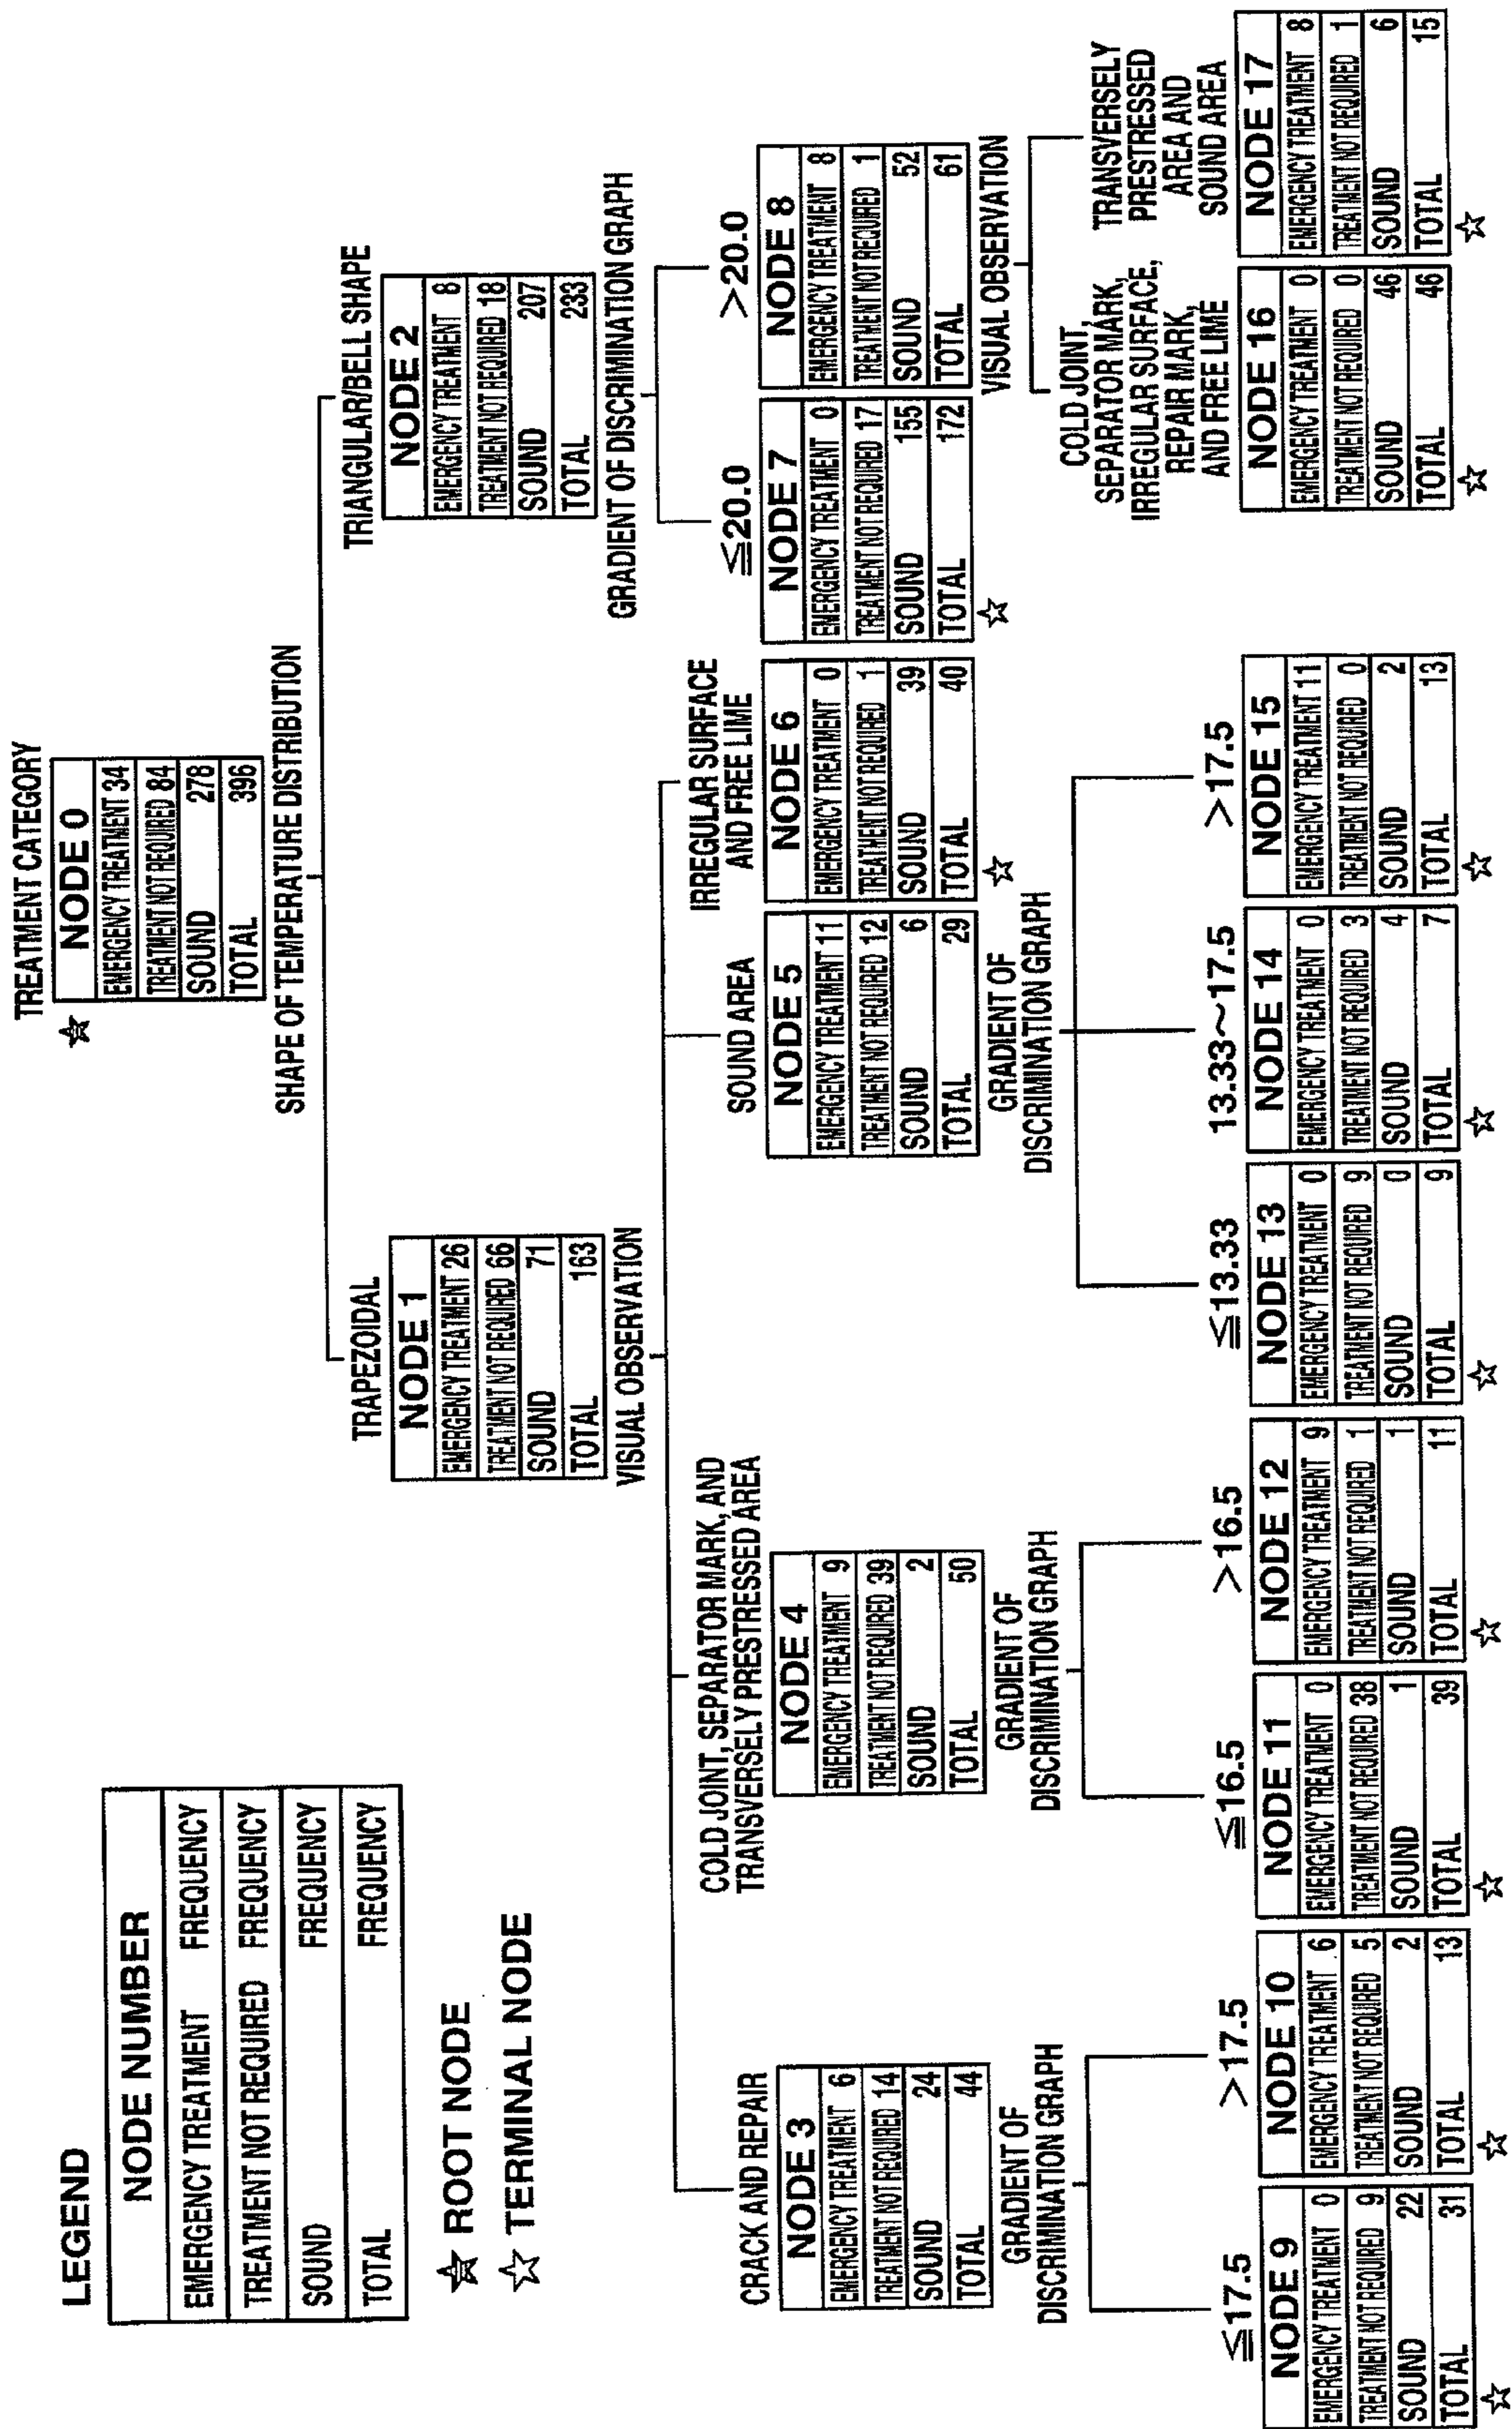 LEGEND
NODE NUMBER
EMERGENCY TREATMENT FREQUENCY
TREATMENT NOT REQUIRED FREQUENCY
SOUND FREQUENCY
TOTAL FREQUENCY
ROOT NODE
TERMINAL NODE
TREATMENT CATEGORY
NODE 0
EMERGENCY TREATMENT 34
TREATMENT NOT REQUIRED 84
SOUND 278
TOTAL 396
SHAPE OF TEMPERATURE DISTRIBUTION
TRAPEZOIDAL
NODE 1
EMERGENCY TREATMENT 26
TREATMENT NOT REQUIRED 66
SOUND 71
TOTAL 163
VISUAL OBSERVATION
TRIANGULAR/BELL SHAPE
NODE 2
EMERGENCY TREATMENT 8
TREATMENT NOT REQUIRED 18
SOUND 207
TOTAL 233
GRADIENT OF DISCRIMINATION GRAPH
CRACK AND REPAIR
NODE 3
EMERGENCY TREATMENT 6
TREATMENT NOT REQUIRED 14
SOUND 24
TOTAL 44
GRADIENT OF
DISCRIMINATION GRAPH
COLD JOINT, SEPARATOR MARK, AND
TRANSVERSELY PRESTRESSED AREA
NODE 4
EMERGENCY TREATMENT 9
TREATMENT NOT REQUIRED 39
SOUND 2
TOTAL 50
GRADIENT OF
DISCRIMINATION GRAPH
SOUND AREA
NODE 5
EMERGENCY TREATMENT 11
TREATMENT NOT REQUIRED 12
SOUND 6
TOTAL 29
GRADIENT OF
DISCRIMINATION GRAPH
IRREGULAR SURFACE
AND FREE LIME
NODE 6
EMERGENCY TREATMENT 0
TREATMENT NOT REQUIRED 1
SOUND 39
TOTAL 40
≦20.0
NODE 7
EMERGENCY TREATMENT 0
TREATMENT NOT REQUIRED 17
SOUND 155
TOTAL 172
>20.0
NODE 8
EMERGENCY TREATMENT 8
TREATMENT NOT REQUIRED 1
SOUND 52
TOTAL 61
VISUAL OBSERVATION
≦17.5
NODE 9
EMERGENCY TREATMENT 0
TREATMENT NOT REQUIRED 9
SOUND 22
TOTAL 31
>17.5
NODE 10
EMERGENCY TREATMENT 6
TREATMENT NOT REQUIRED 5
SOUND 2
TOTAL 13
≦16.5
NODE 11
EMERGENCY TREATMENT 0
TREATMENT NOT REQUIRED 38
SOUND 1
TOTAL 39
>16.5
NODE 12
EMERGENCY TREATMENT 9
TREATMENT NOT REQUIRED 1
SOUND 1
TOTAL 11
≦13.33
NODE 13
EMERGENCY TREATMENT 0
TREATMENT NOT REQUIRED 9
SOUND 0
TOTAL 9
13.33~17.5
NODE 14
EMERGENCY TREATMENT 0
TREATMENT NOT REQUIRED 3
SOUND 4
TOTAL 7
>17.5
NODE 15
EMERGENCY TREATMENT 11
TREATMENT NOT REQUIRED 0
SOUND 2
TOTAL 13
COLD JOINT,
SEPARATOR MARK,
IRREGULAR SURFACE,
REPAIR MARK,
AND FREE LIME
NODE 16
EMERGENCY TREATMENT 0
TREATMENT NOT REQUIRED 0
SOUND 46
TOTAL 46
TRANSVERSELY
PRESTRESSED
AREA AND
SOUND AREA
NODE 17
EMERGENCY TREATMENT 8
TREATMENT NOT REQUIRED 1
SOUND 6
TOTAL 15